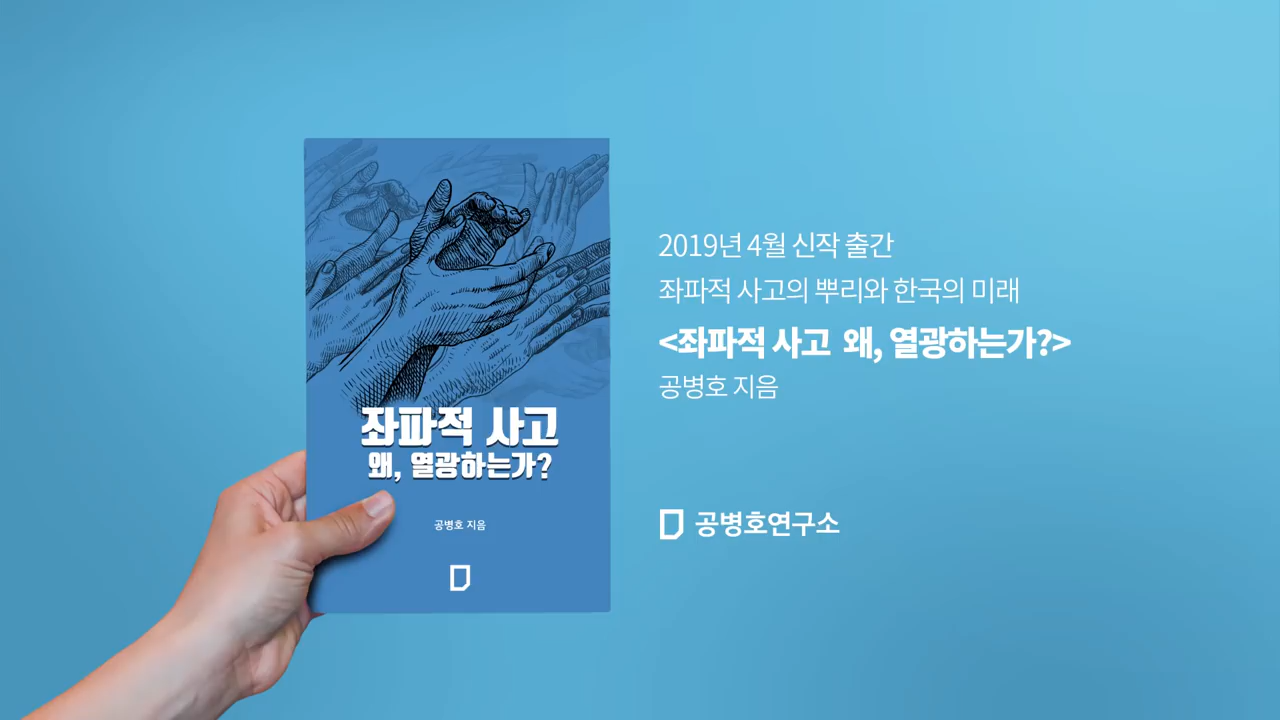 좌파적 사고
왜, 열광하는가?
공병호 지음
2019년 4월 신작 출간
좌파적 사고의 뿌리와 한국의 미래
<좌파적 사고 왜, 열광하는가?>
공병호 지음
공병호연구소